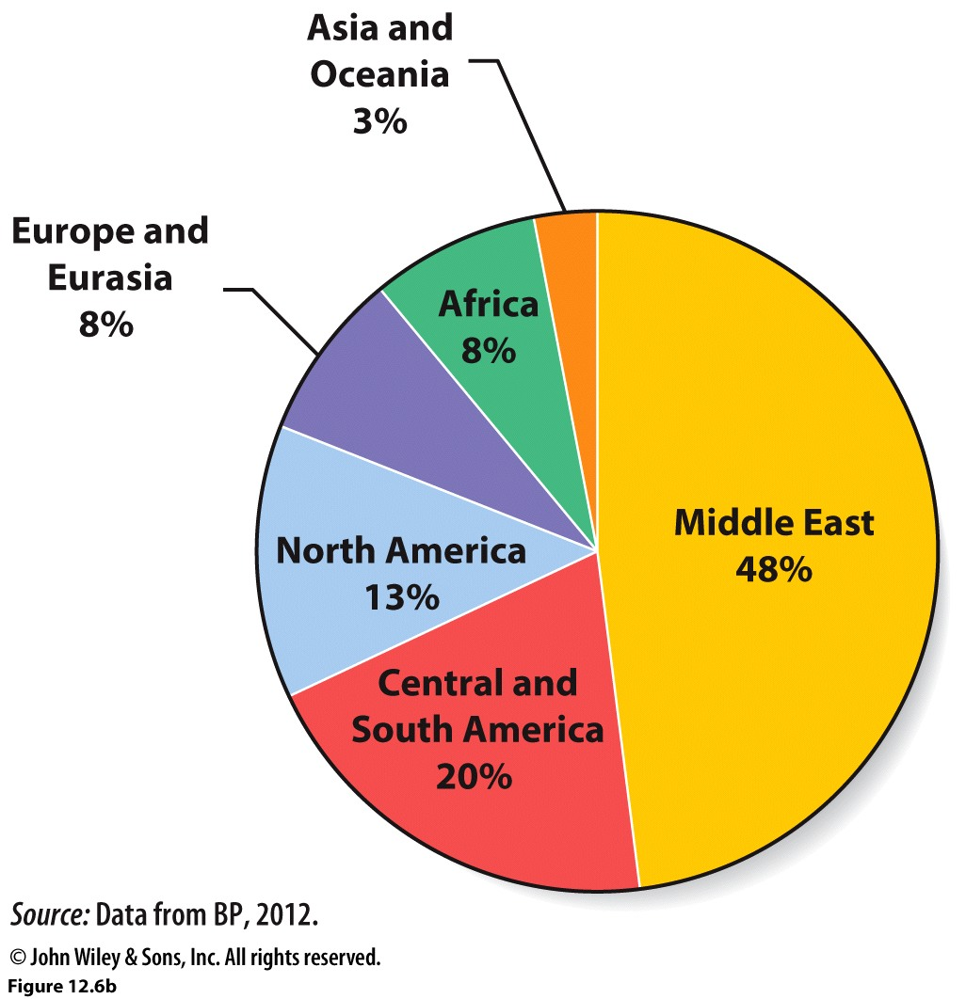 Asia and
Oceania
3%
Europe and
Eurasia
8%
Africa
8%
Middle East
48%
North America
13%
Central and
South America
20%
Source: Data from BP, 2012.
© John Wiley & Sons, Inc. All rights reserved.
Figure 12.6b